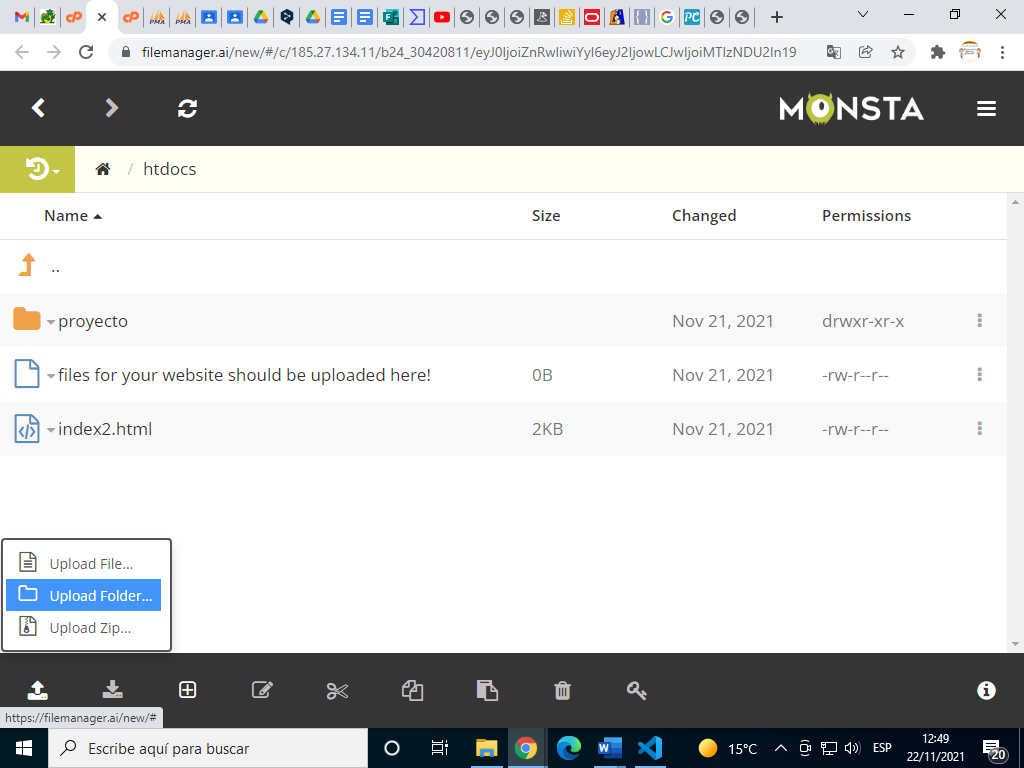 filemanager.ai/new/#/c/185.27.134.11/b24_30420811/eyJ0IjoiZnRwIiwiYyI6eyJ2IjowLCJwIjoiMTIzNDU2In19
MONSTA
/ htdocs
Name Size Changed Permissions
..
proyecto Nov 21, 2021 drwxr-xr-x
files for your website should be uploaded here! 0B Nov 21, 2021 -rw-r--r--
index2.html 2KB Nov 21, 2021 -rw-r--r--
Upload File...
Upload Folder...
Upload Zip...
https://filemanager.ai/new/#
Escribe aquí para buscar
15°C
ESP
12:49
22/11/2021
20